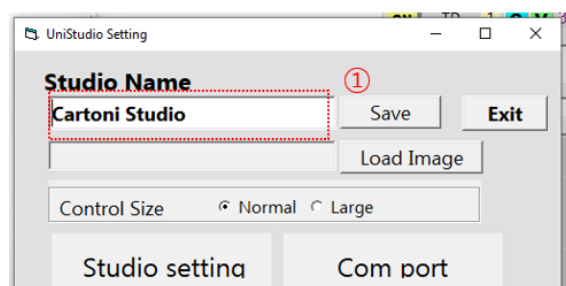 UniStudio Setting
Studio Name
①
Cartoni Studio
Save
Exit
Load Image
Control Size
Normal
Large
Studio setting
Com port